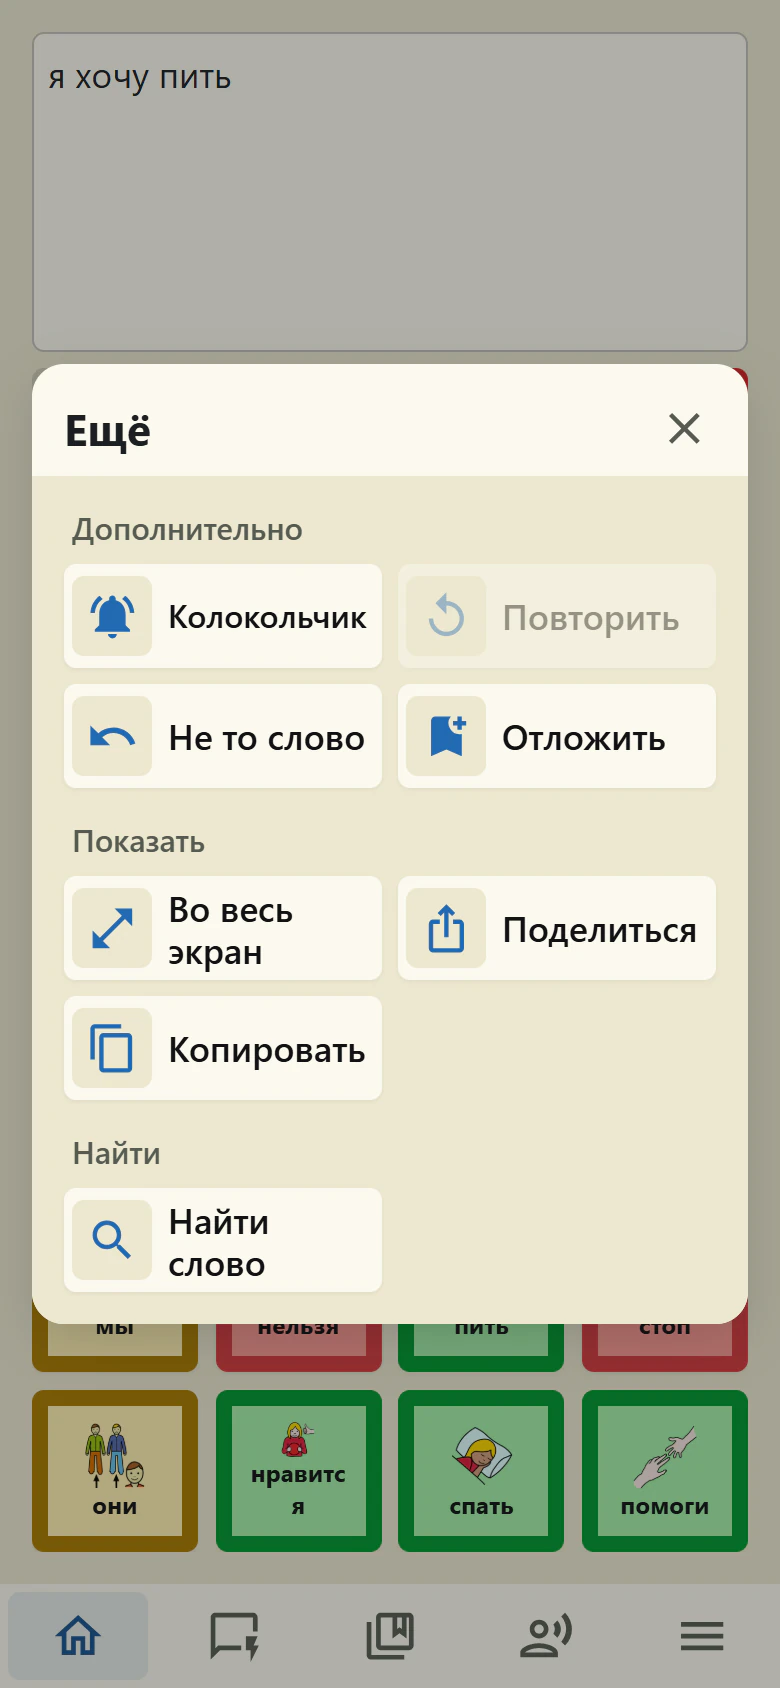 я хочу пить
Ещё
Дополнительно
Колокольчик
Повторить
Не то слово
Отложить
Показать
Во весь
экран
Поделиться
Копировать
Найти
Найти
слово
мы
нельзя
пить
стоп
они
нравитс
я
спать
помоги